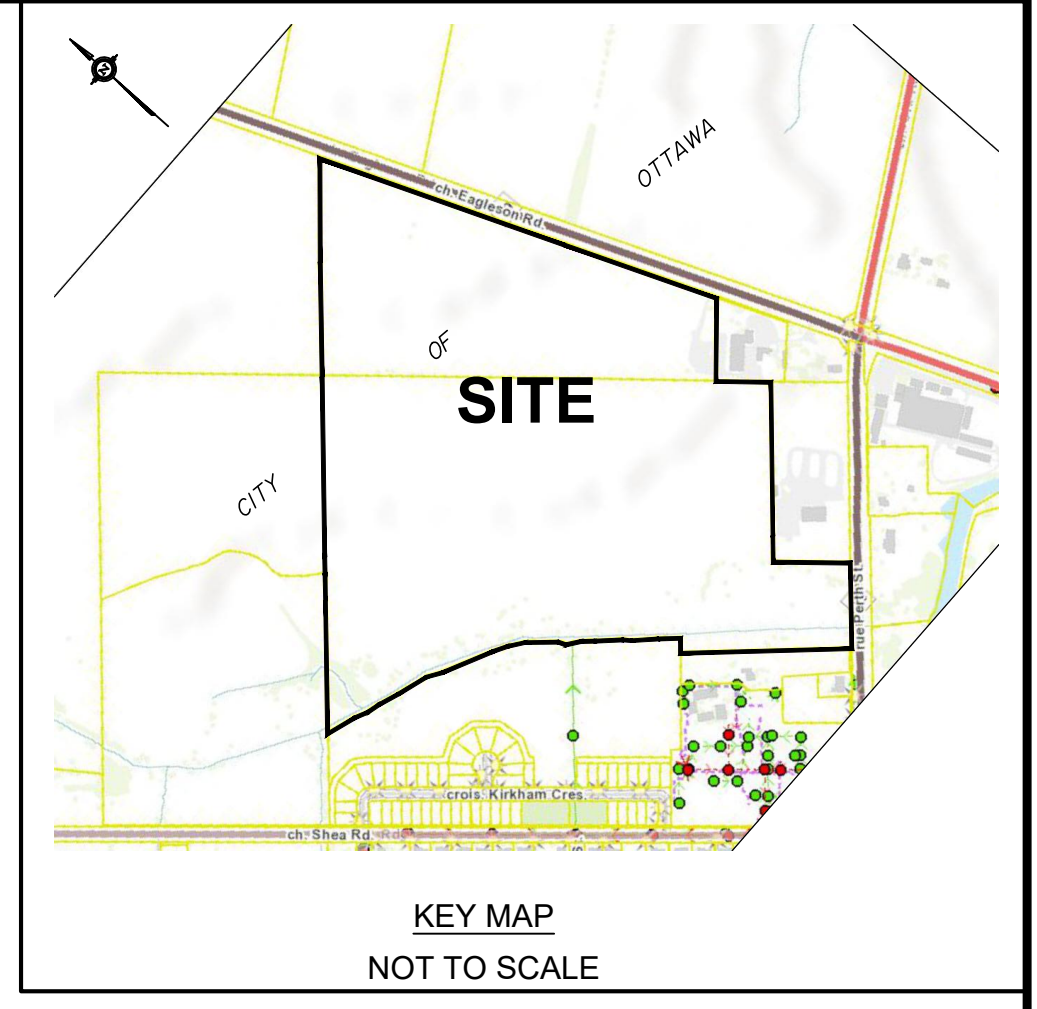 OTTAWA
ch. Eagleson Rd.
OF
SITE
CITY
rue Perth St.
crois. Kirkham Cres.
ch. Shea Rd. Rd
KEY MAP
NOT TO SCALE